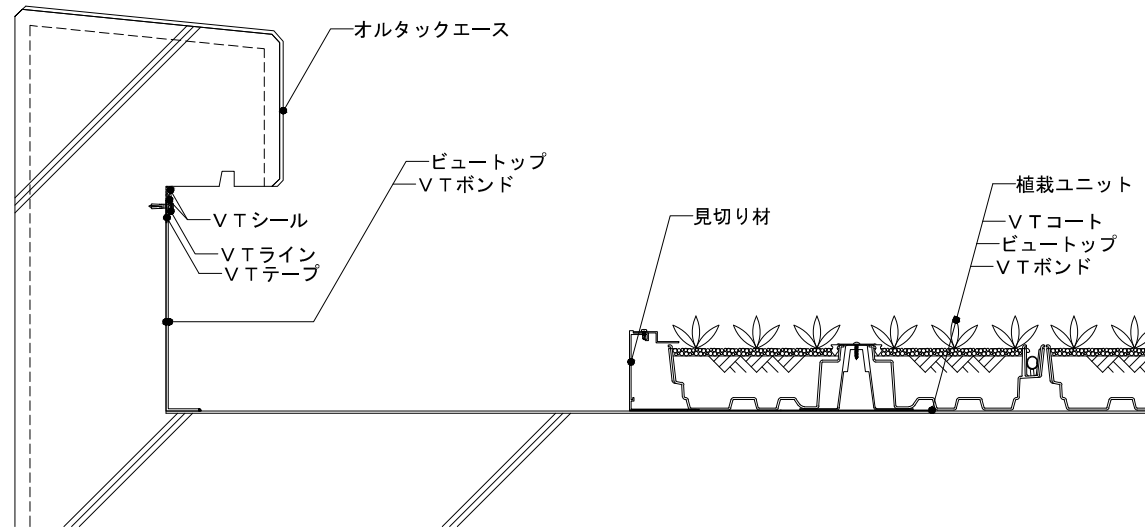 オルタックエース
ビュートップ
ＶＴボンド
ＶＴシール
ＶＴライン
ＶＴテープ
見切り材
植栽ユニット
ＶＴコート
ビュートップ
ＶＴボンド